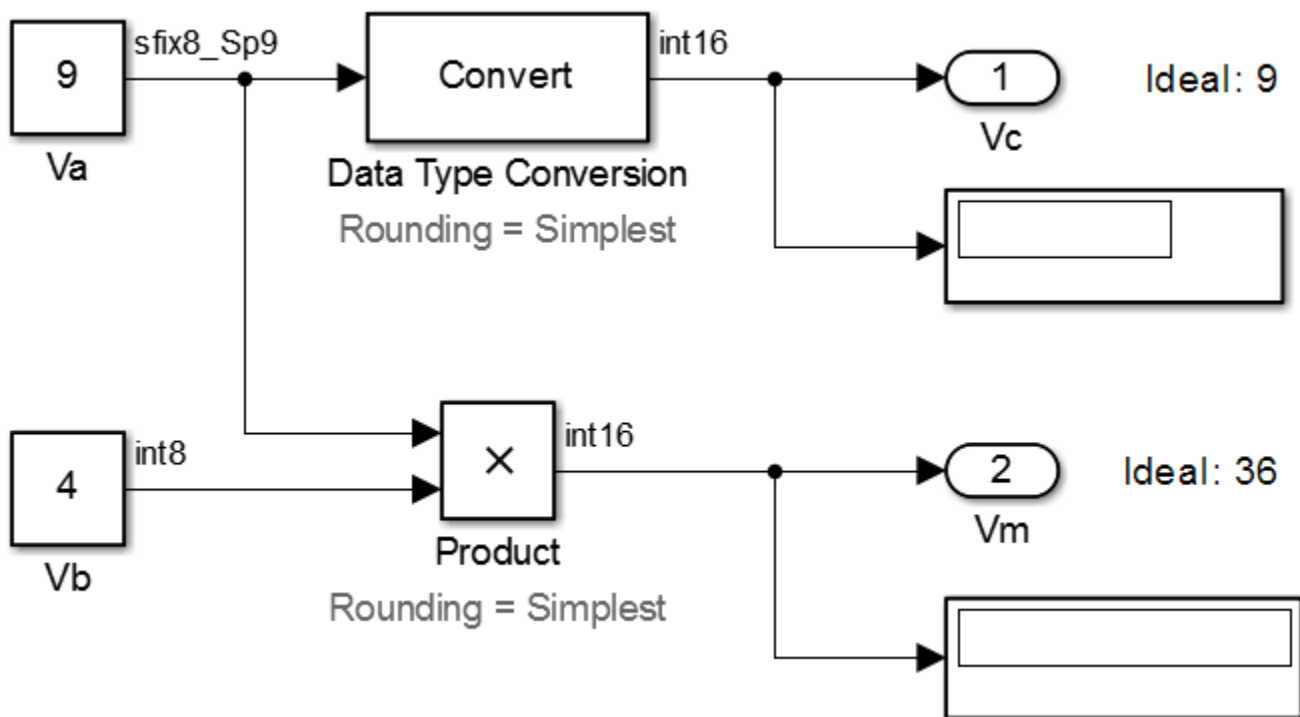 sfix8_Sp9
int16
9
Convert
1
Ideal: 9
Va
Data Type Conversion
Vc
Rounding = Simplest
int8
int16
4
×
2
Ideal: 36
Vb
Product
Vm
Rounding = Simplest